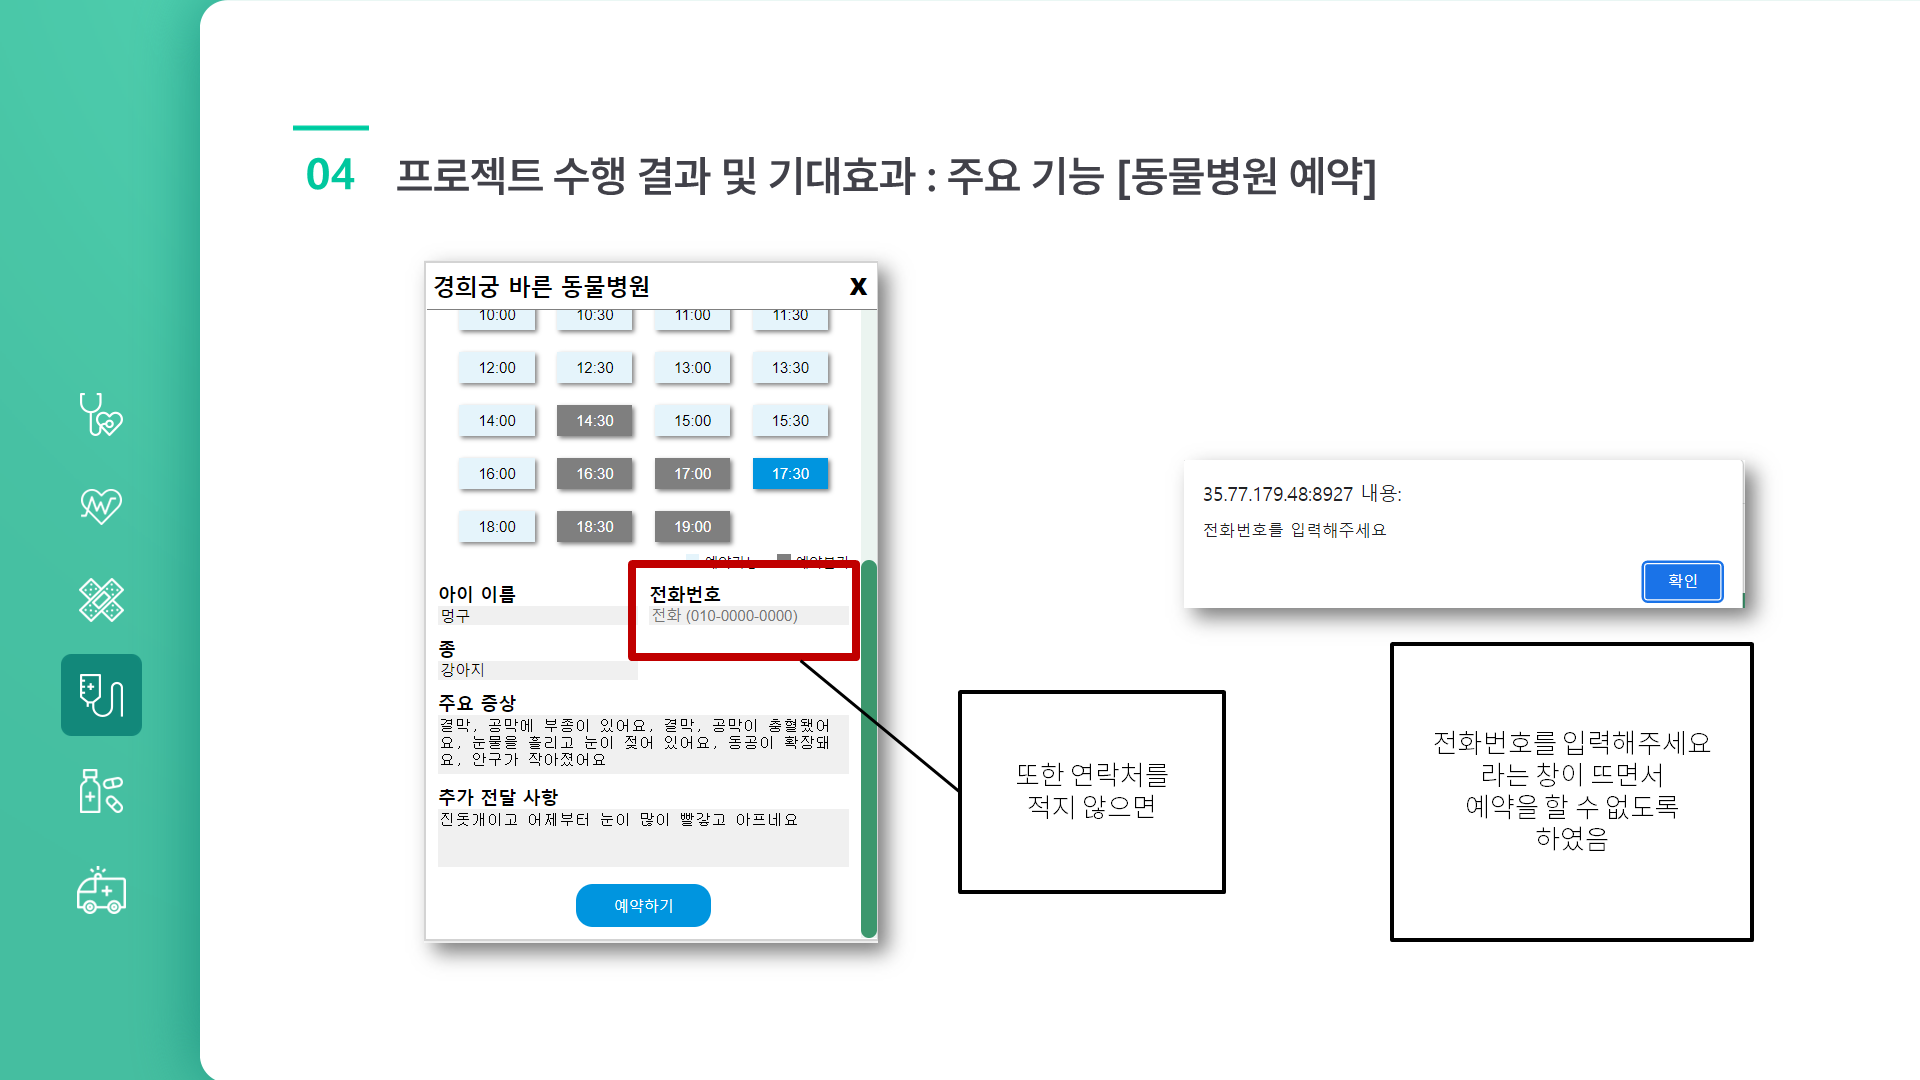 04 프로젝트 수행 결과 및 기대효과 : 주요 기능 [동물병원 예약]
경희궁 바른 동물병원 X
10:00 10:30 11:00 11:30
12:00 12:30 13:00 13:30
14:00 14:30 15:00 15:30
16:00 16:30 17:00 17:30
18:00 18:30 19:00
아이 이름 전화번호
멍구 전화 (010-0000-0000)
종
강아지
주요 증상
결막, 공막에 부종이 있어요, 결막, 공막이 충혈됐어
요, 눈물을 흘리고 눈이 젖어 있어요, 동공이 확장돼
요, 안구가 작아졌어요
추가 전달 사항
진돗개이고 어제부터 눈이 많이 빨갛고 아프네요
예약하기
또한 연락처를
적지 않으면
35.77.179.48:8927 내용:
전화번호를 입력해주세요
확인
전화번호를 입력해주세요
라는 창이 뜨면서
예약을 할 수 없도록
하였음